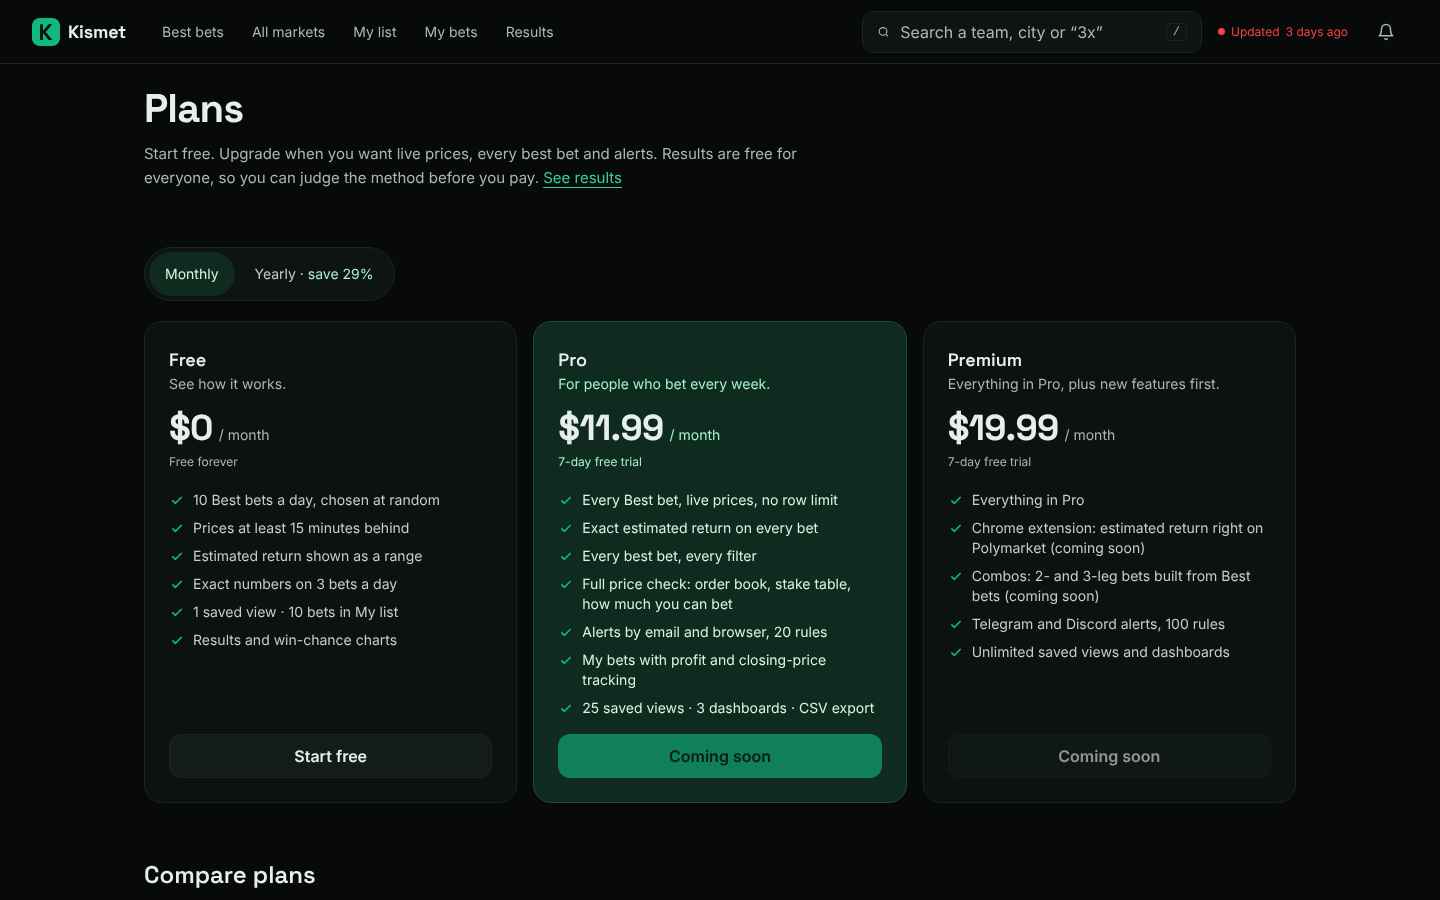 K Kismet Best bets All markets My list My bets Results Search a team, city or “3x” / Updated 3 days ago
Plans
Start free. Upgrade when you want live prices, every best bet and alerts. Results are free for
everyone, so you can judge the method before you pay. See results
Monthly Yearly · save 29%
Free
See how it works.
$0 / month
Free forever
10 Best bets a day, chosen at random
Prices at least 15 minutes behind
Estimated return shown as a range
Exact numbers on 3 bets a day
1 saved view · 10 bets in My list
Results and win-chance charts
Start free
Pro
For people who bet every week.
$11.99 / month
7-day free trial
Every Best bet, live prices, no row limit
Exact estimated return on every bet
Every best bet, every filter
Full price check: order book, stake table,
how much you can bet
Alerts by email and browser, 20 rules
My bets with profit and closing-price
tracking
25 saved views · 3 dashboards · CSV export
Coming soon
Premium
Everything in Pro, plus new features first.
$19.99 / month
7-day free trial
Everything in Pro
Chrome extension: estimated return right on
Polymarket (coming soon)
Combos: 2- and 3-leg bets built from Best
bets (coming soon)
Telegram and Discord alerts, 100 rules
Unlimited saved views and dashboards
Coming soon
Compare plans